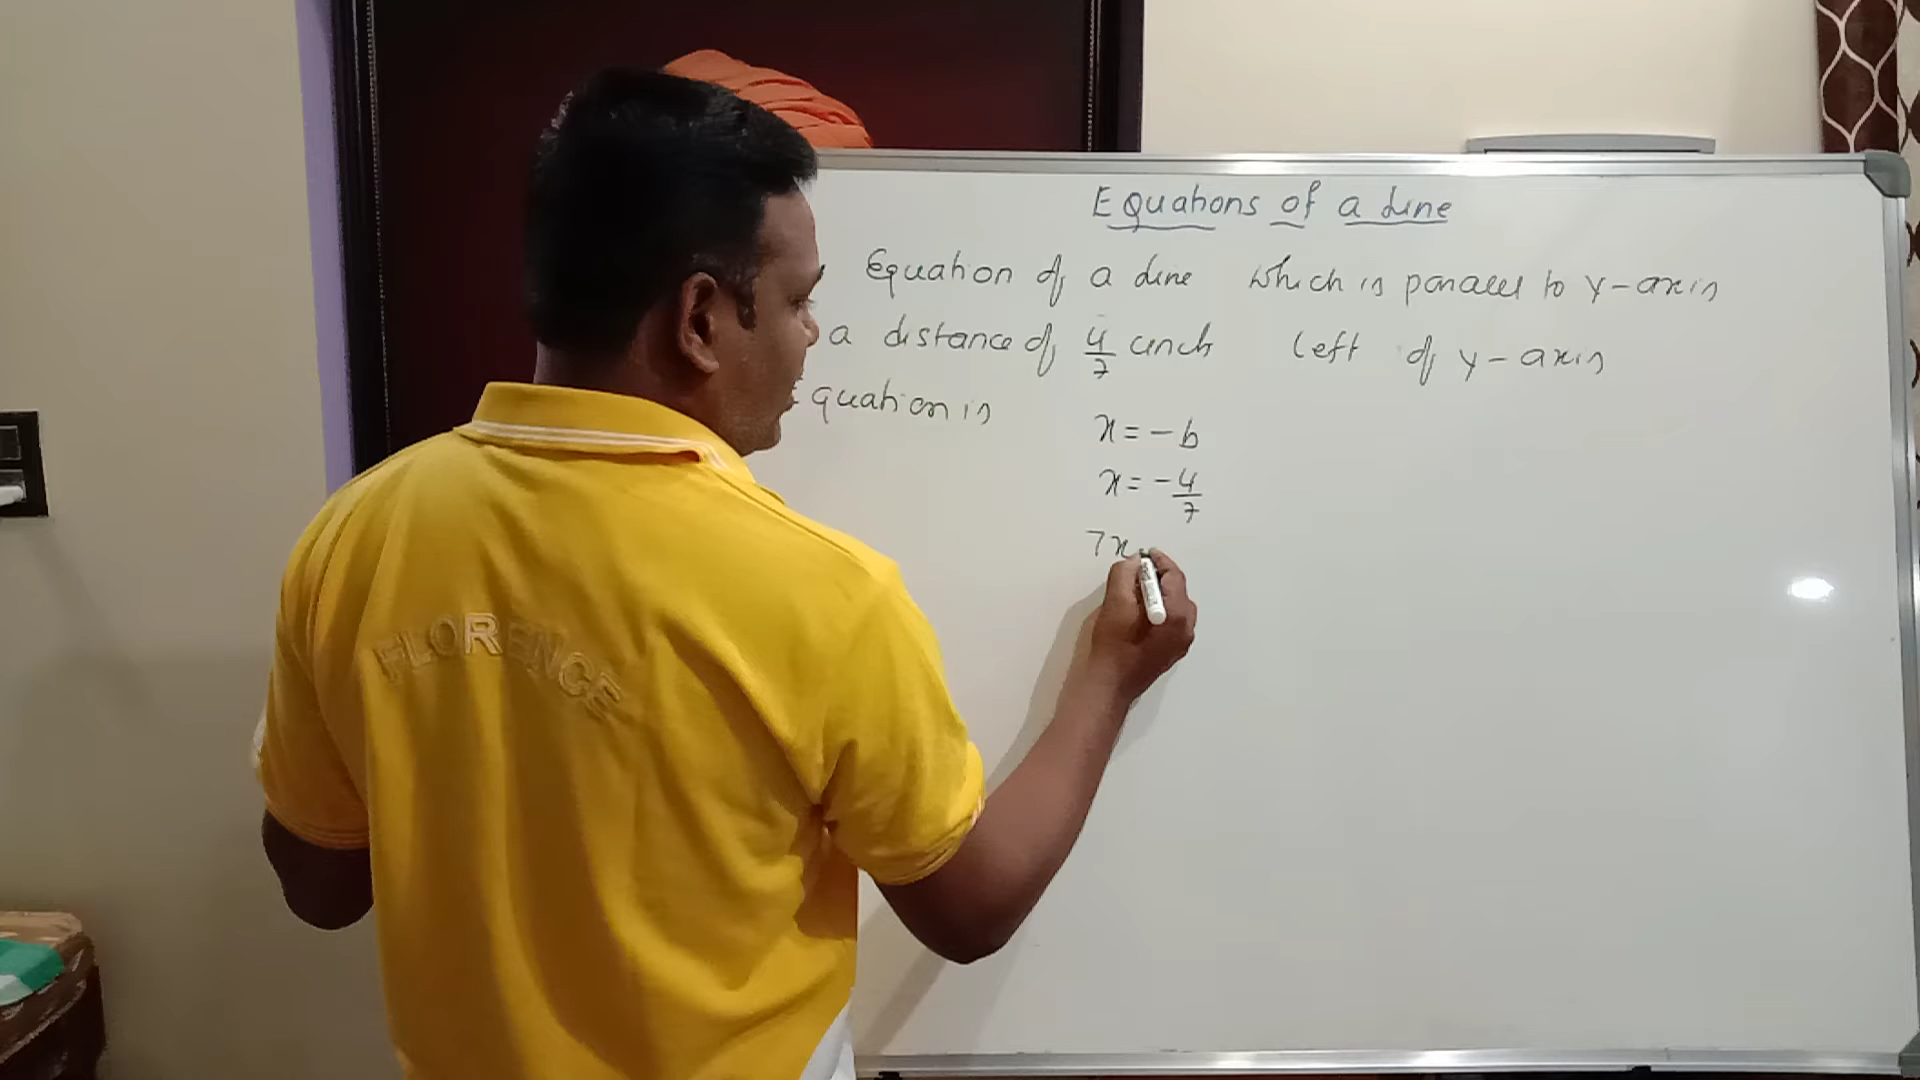 Equations of a Line
Equation of a line which is parallel to y-axis
a distance of 4/7 units left of y-axis
quation is
x = -b
x = -4/7
7x
FLORENCE